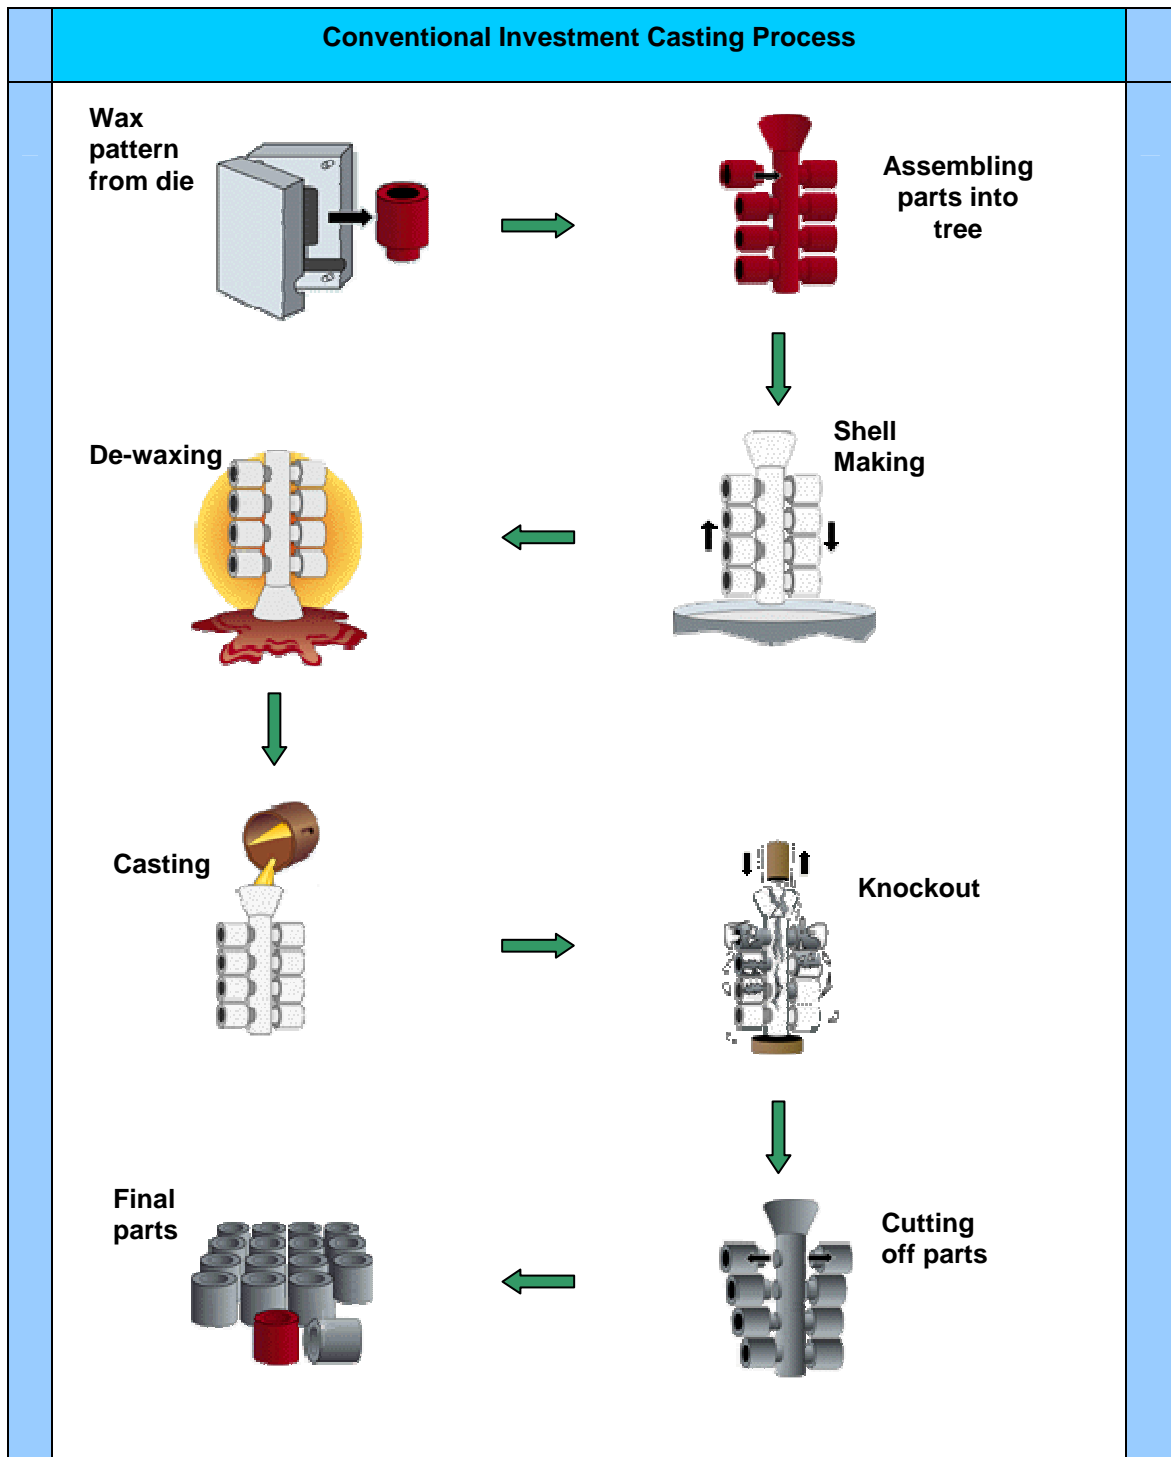 Conventional Investment Casting Process
Wax
pattern
from die
Assembling
parts into
tree
Shell
Making
De-waxing
Casting
Knockout
Cutting
off parts
Final
parts